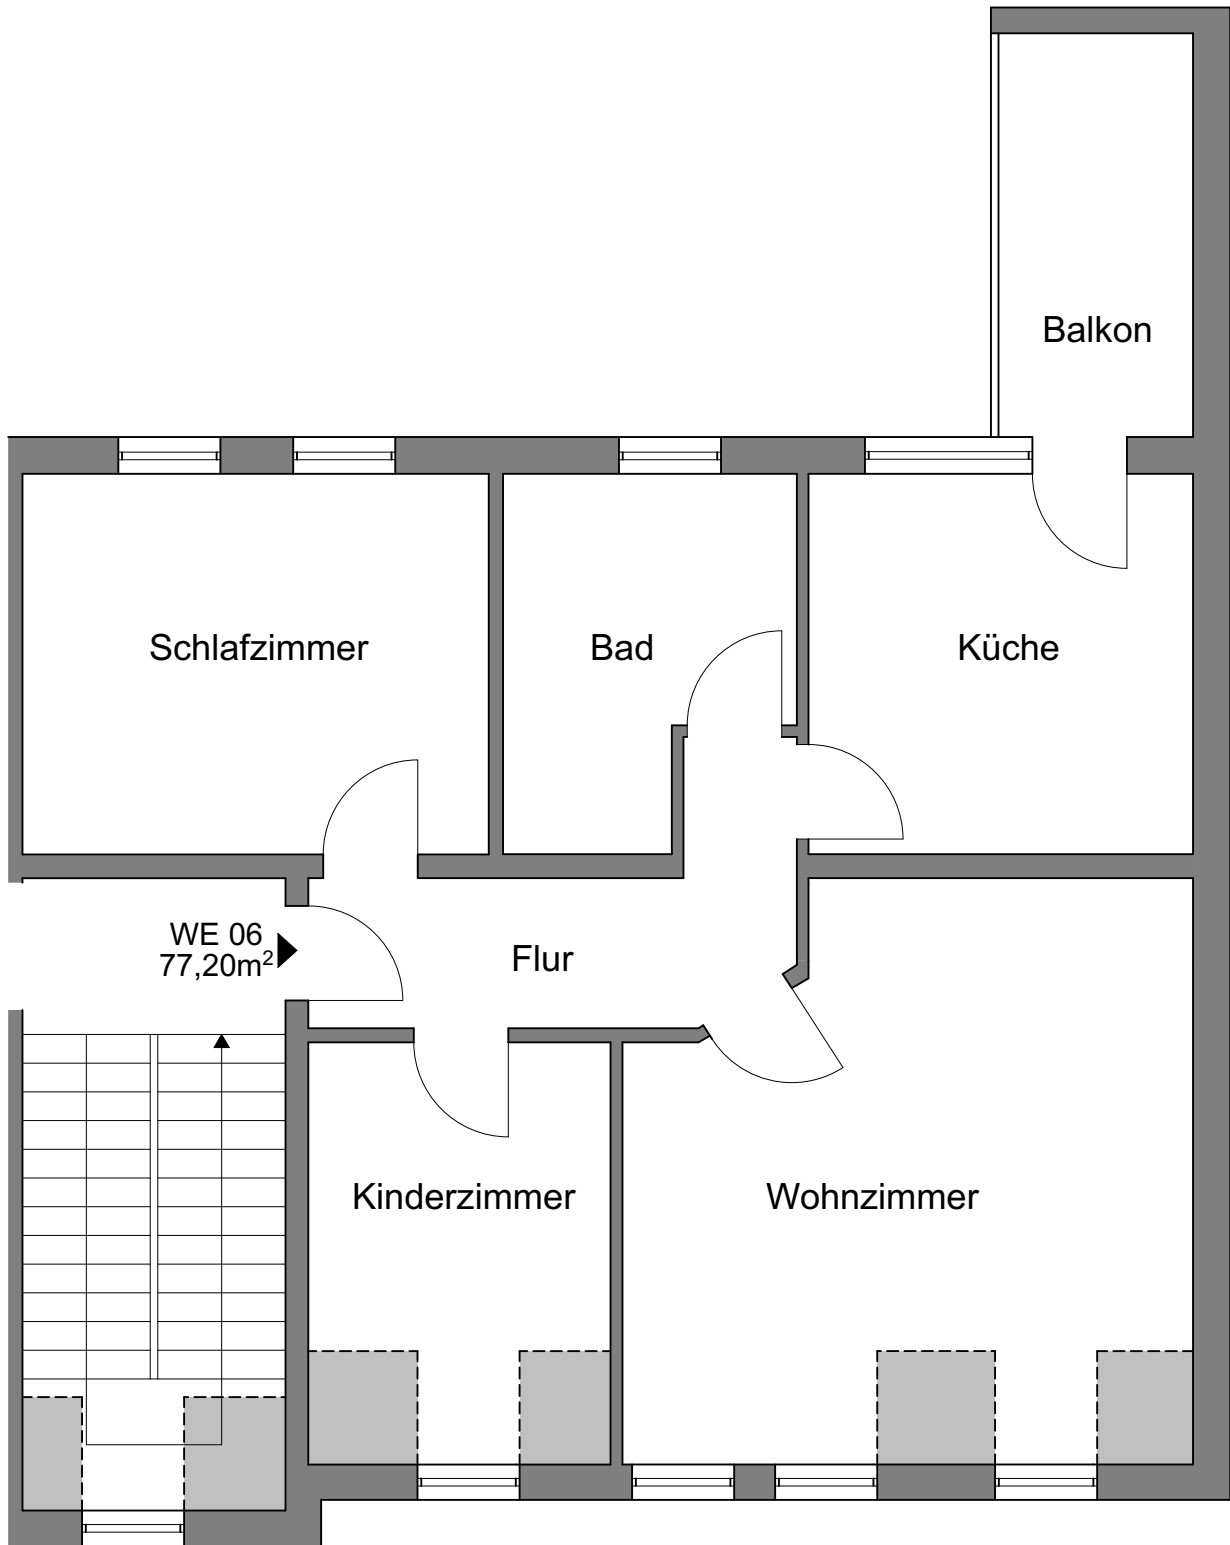 Balkon
Schlafzimmer
Bad
Küche
WE 06
77,20m²
Flur
Kinderzimmer
Wohnzimmer